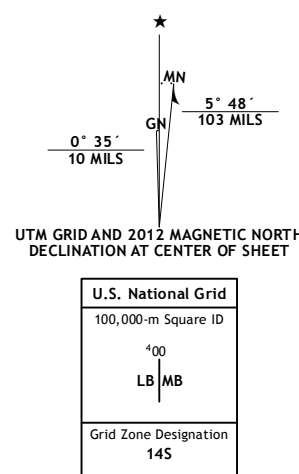 ★
MN
GN
5° 48´
103 MILS
0° 35´
10 MILS
UTM GRID AND 2012 MAGNETIC NORTH
DECLINATION AT CENTER OF SHEET
U.S. National Grid
100,000-m Square ID
⁴00
LB MB
Grid Zone Designation
14S